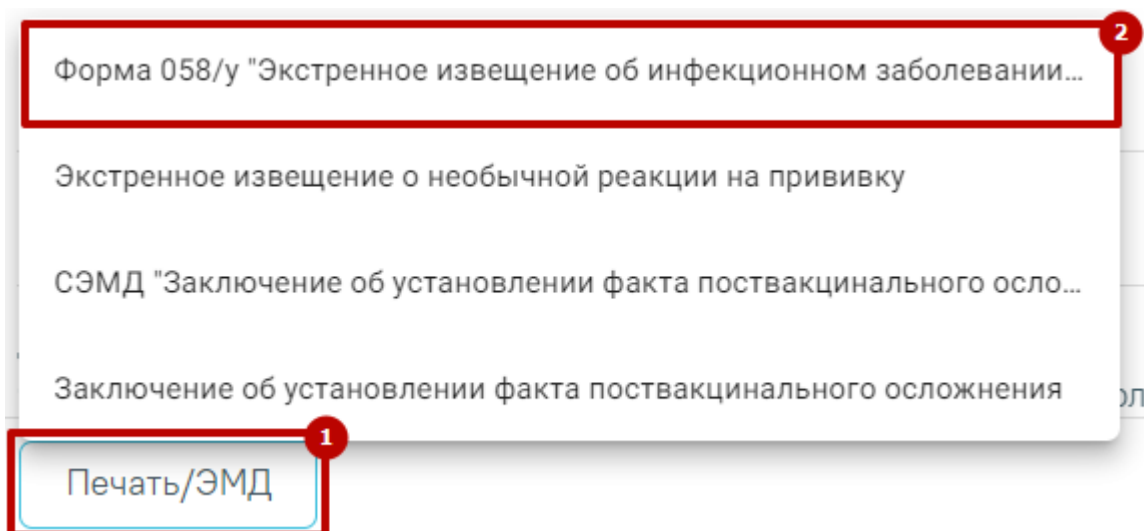 2
Форма 058/у "Экстренное извещение об инфекционном заболевании...
Экстренное извещение о необычной реакции на прививку
СЭМД "Заключение об установлении факта поствакцинального осло...
Заключение об установлении факта поствакцинального осложнения
1
Печать/ЭМД